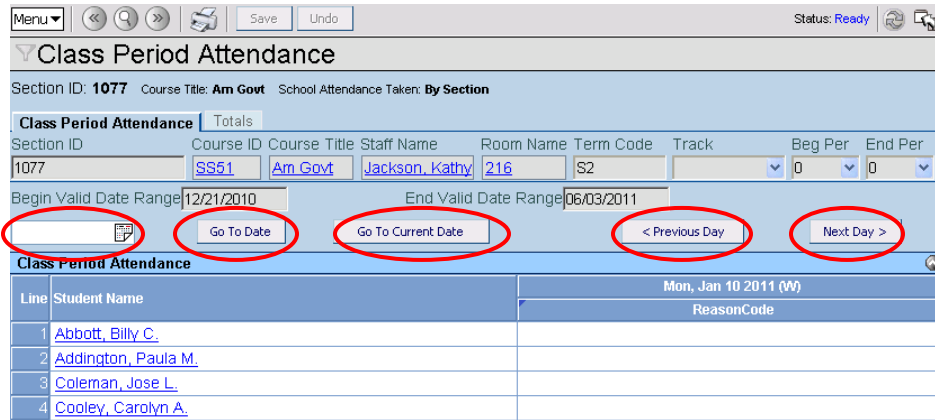 Menu Save Undo Status: Ready
Class Period Attendance
Section ID: 1077 Course Title: Am Govt School Attendance Taken: By Section
Class Period Attendance Totals
Section ID Course ID Course Title Staff Name Room Name Term Code Track Beg Per End Per
1077 SS51 Am Govt Jackson, Kathy 216 S2 0 0
Begin Valid Date Range 12/21/2010 End Valid Date Range 06/03/2011
Go To Date Go To Current Date < Previous Day Next Day >
Class Period Attendance
Line Student Name Mon, Jan 10 2011 (W)
ReasonCode
1 Abbott, Billy C.
2 Addington, Paula M.
3 Coleman, Jose L.
4 Cooley, Carolyn A.